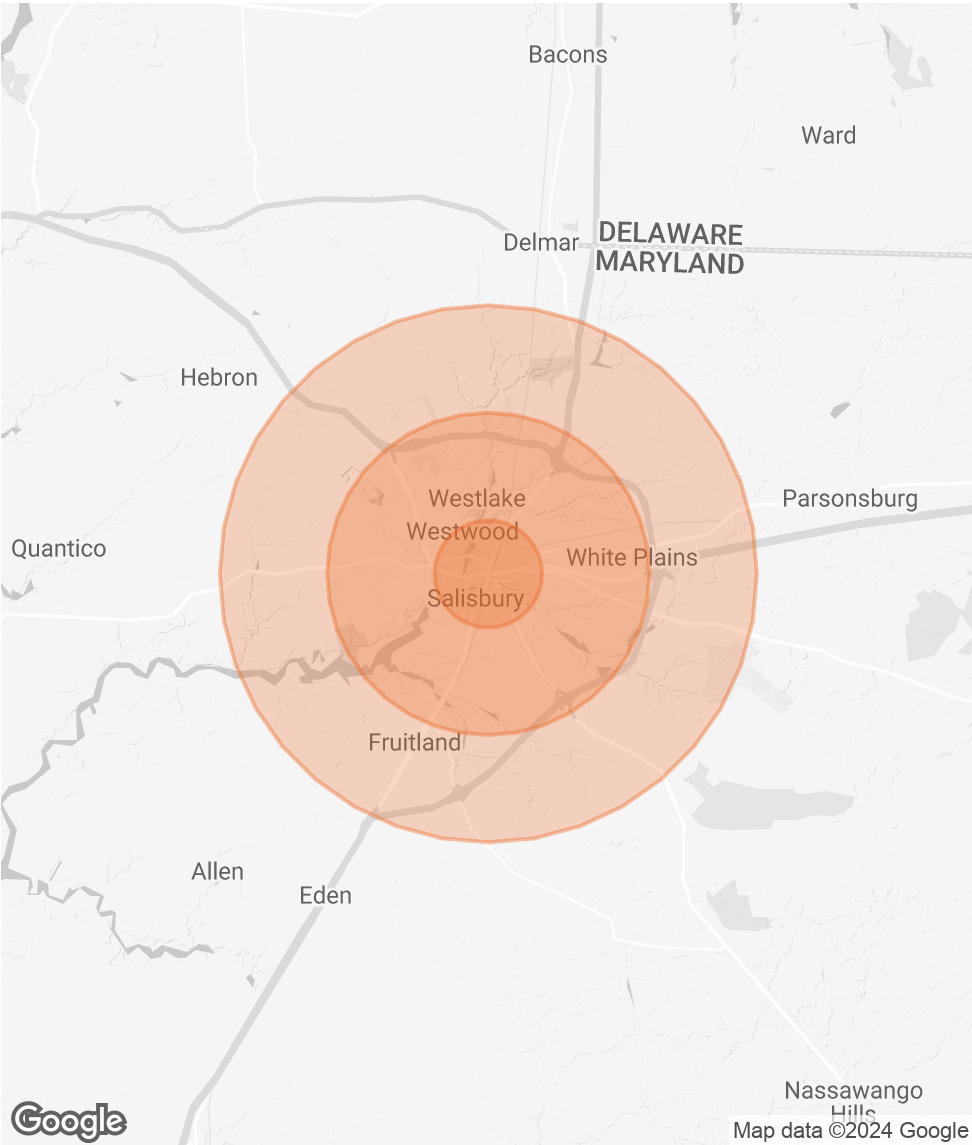 Bacons
Ward
Delmar
DELAWARE
MARYLAND
Hebron
Westlake
Parsonsburg
Westwood
Quantico
White Plains
Salisbury
Fruitland
Allen
Eden
Nassawango
Hills
Google
Map data ©2024 Google